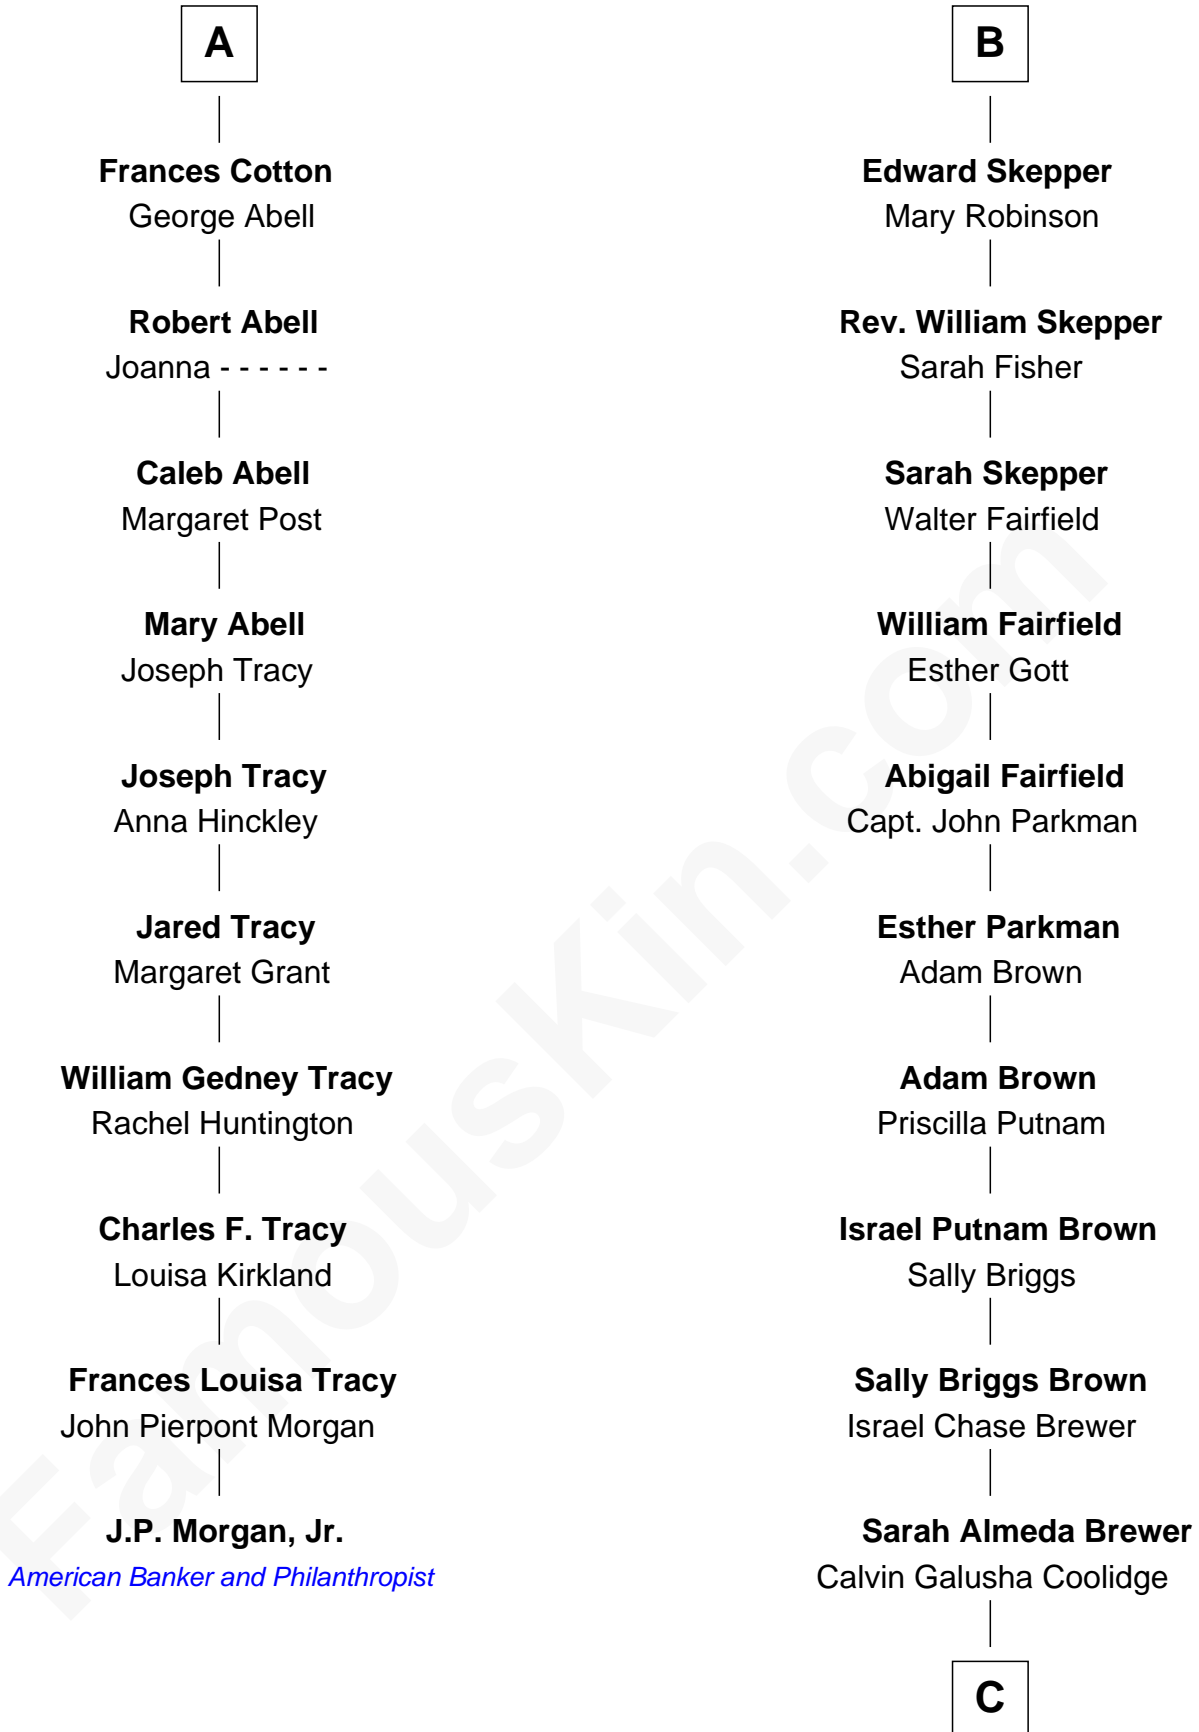 A
Frances Cotton
George Abell
Robert Abell
Joanna - - - - - -
Caleb Abell
Margaret Post
Mary Abell
Joseph Tracy
Joseph Tracy
Anna Hinckley
Jared Tracy
Margaret Grant
William Gedney Tracy
Rachel Huntington
Charles F. Tracy
Louisa Kirkland
Frances Louisa Tracy
John Pierpont Morgan
J.P. Morgan, Jr.
American Banker and Philanthropist
B
Edward Skepper
Mary Robinson
Rev. William Skepper
Sarah Fisher
Sarah Skepper
Walter Fairfield
William Fairfield
Esther Gott
Abigail Fairfield
Capt. John Parkman
Esther Parkman
Adam Brown
Adam Brown
Priscilla Putnam
Israel Putnam Brown
Sally Briggs
Sally Briggs Brown
Israel Chase Brewer
Sarah Almeda Brewer
Calvin Galusha Coolidge
C
FamousKin.com